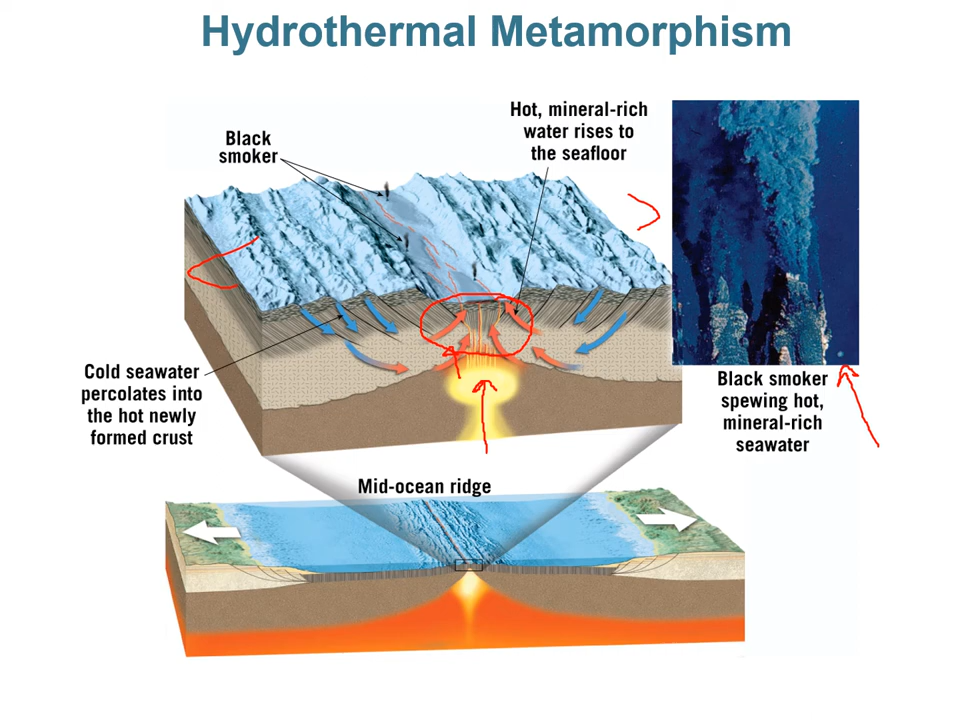 Hydrothermal Metamorphism
Black
smoker
Hot, mineral-rich
water rises to
the seafloor
Cold seawater
percolates into
the hot newly
formed crust
Black smoker
spewing hot,
mineral-rich
seawater
Mid-ocean ridge